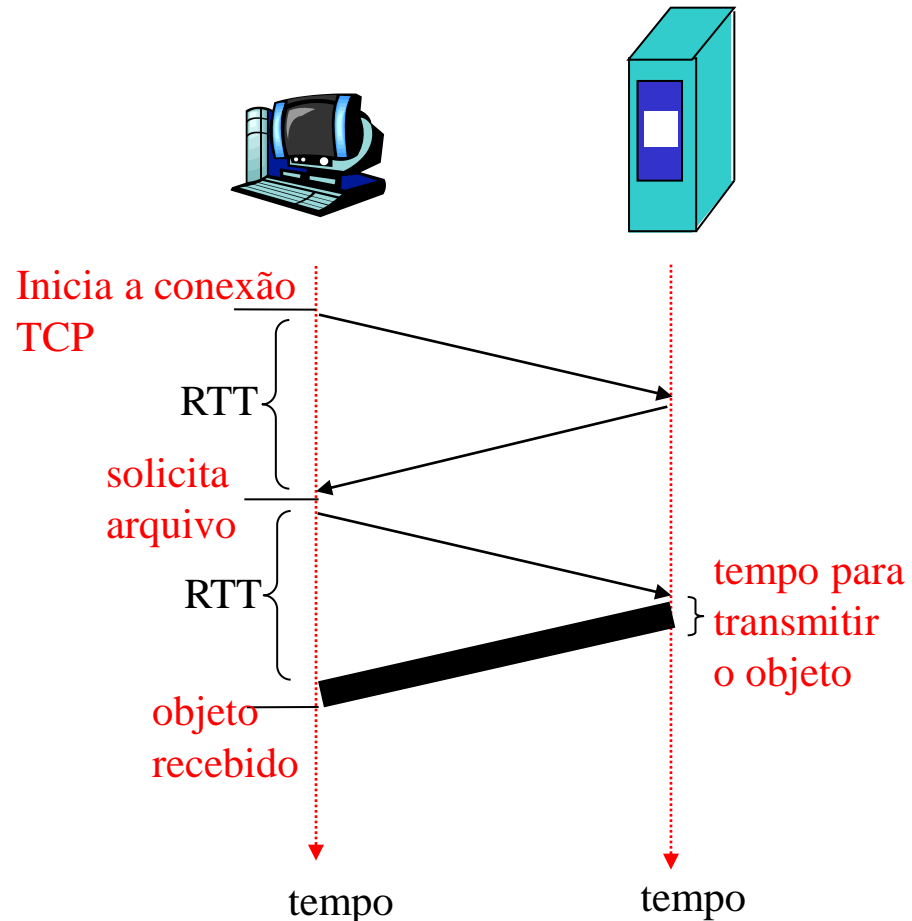 Inicia a conexão
TCP
RTT
solicita
arquivo
RTT
tempo para
transmitir
o objeto
objeto
recebido
tempo
tempo